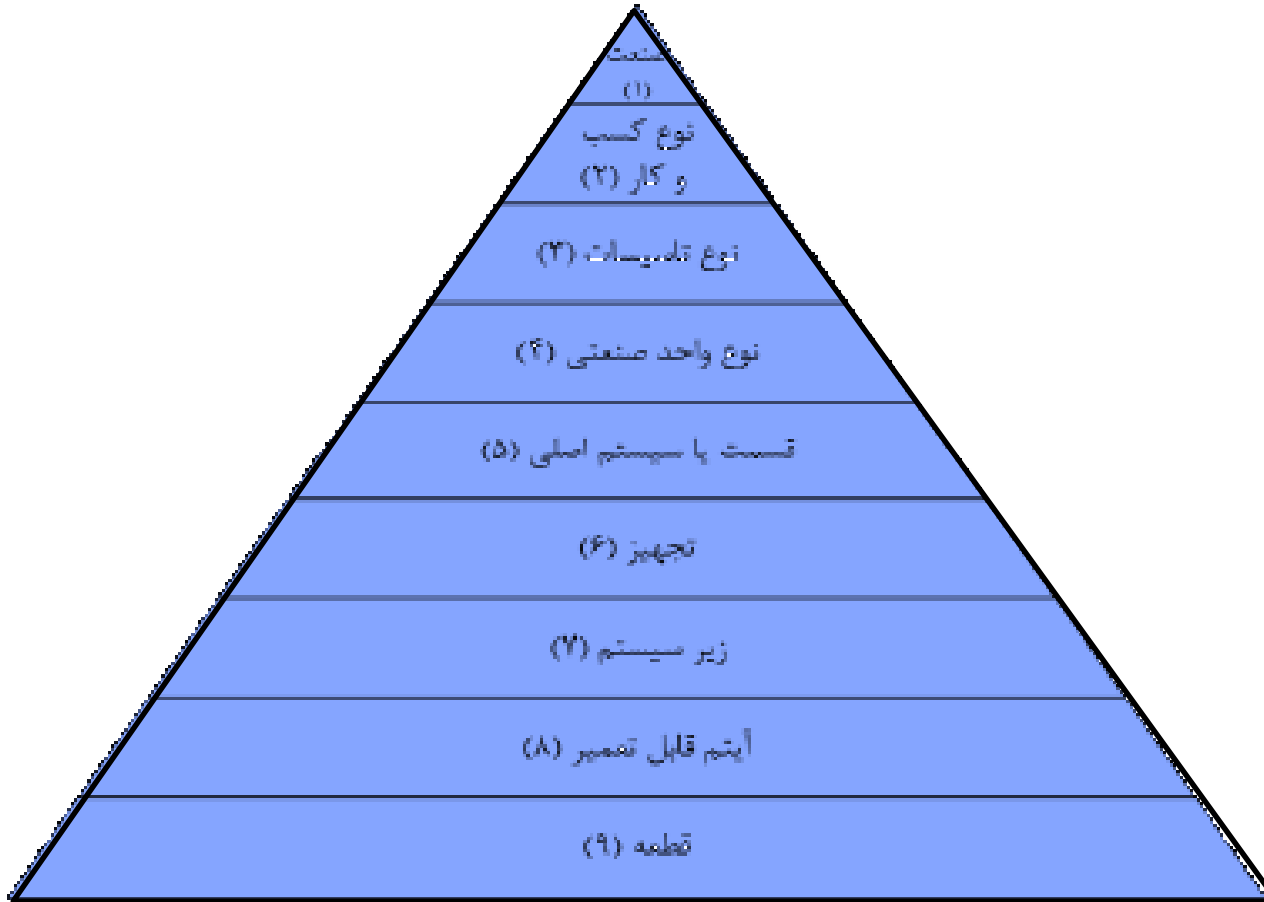 صنعت
(۱)
نوع کسب
و کار (۲)
نوع تاسیسات (۳)
نوع واحد صنعتی (۴)
قسمت یا سیستم اصلی (۵)
تجهیز (۶)
زیر سیستم (۷)
آیتم قابل تعمیر (۸)
قطعه (۹)